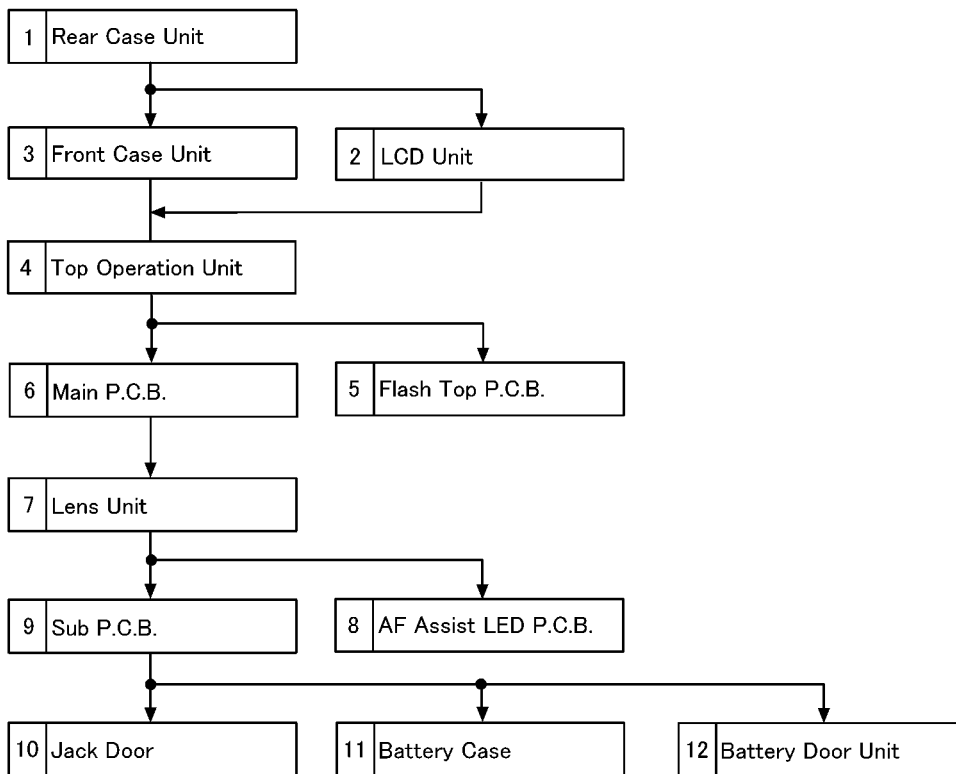 1 Rear Case Unit
3 Front Case Unit
2 LCD Unit
4 Top Operation Unit
6 Main P.C.B.
5 Flash Top P.C.B.
7 Lens Unit
9 Sub P.C.B.
8 AF Assist LED P.C.B.
10 Jack Door
11 Battery Case
12 Battery Door Unit